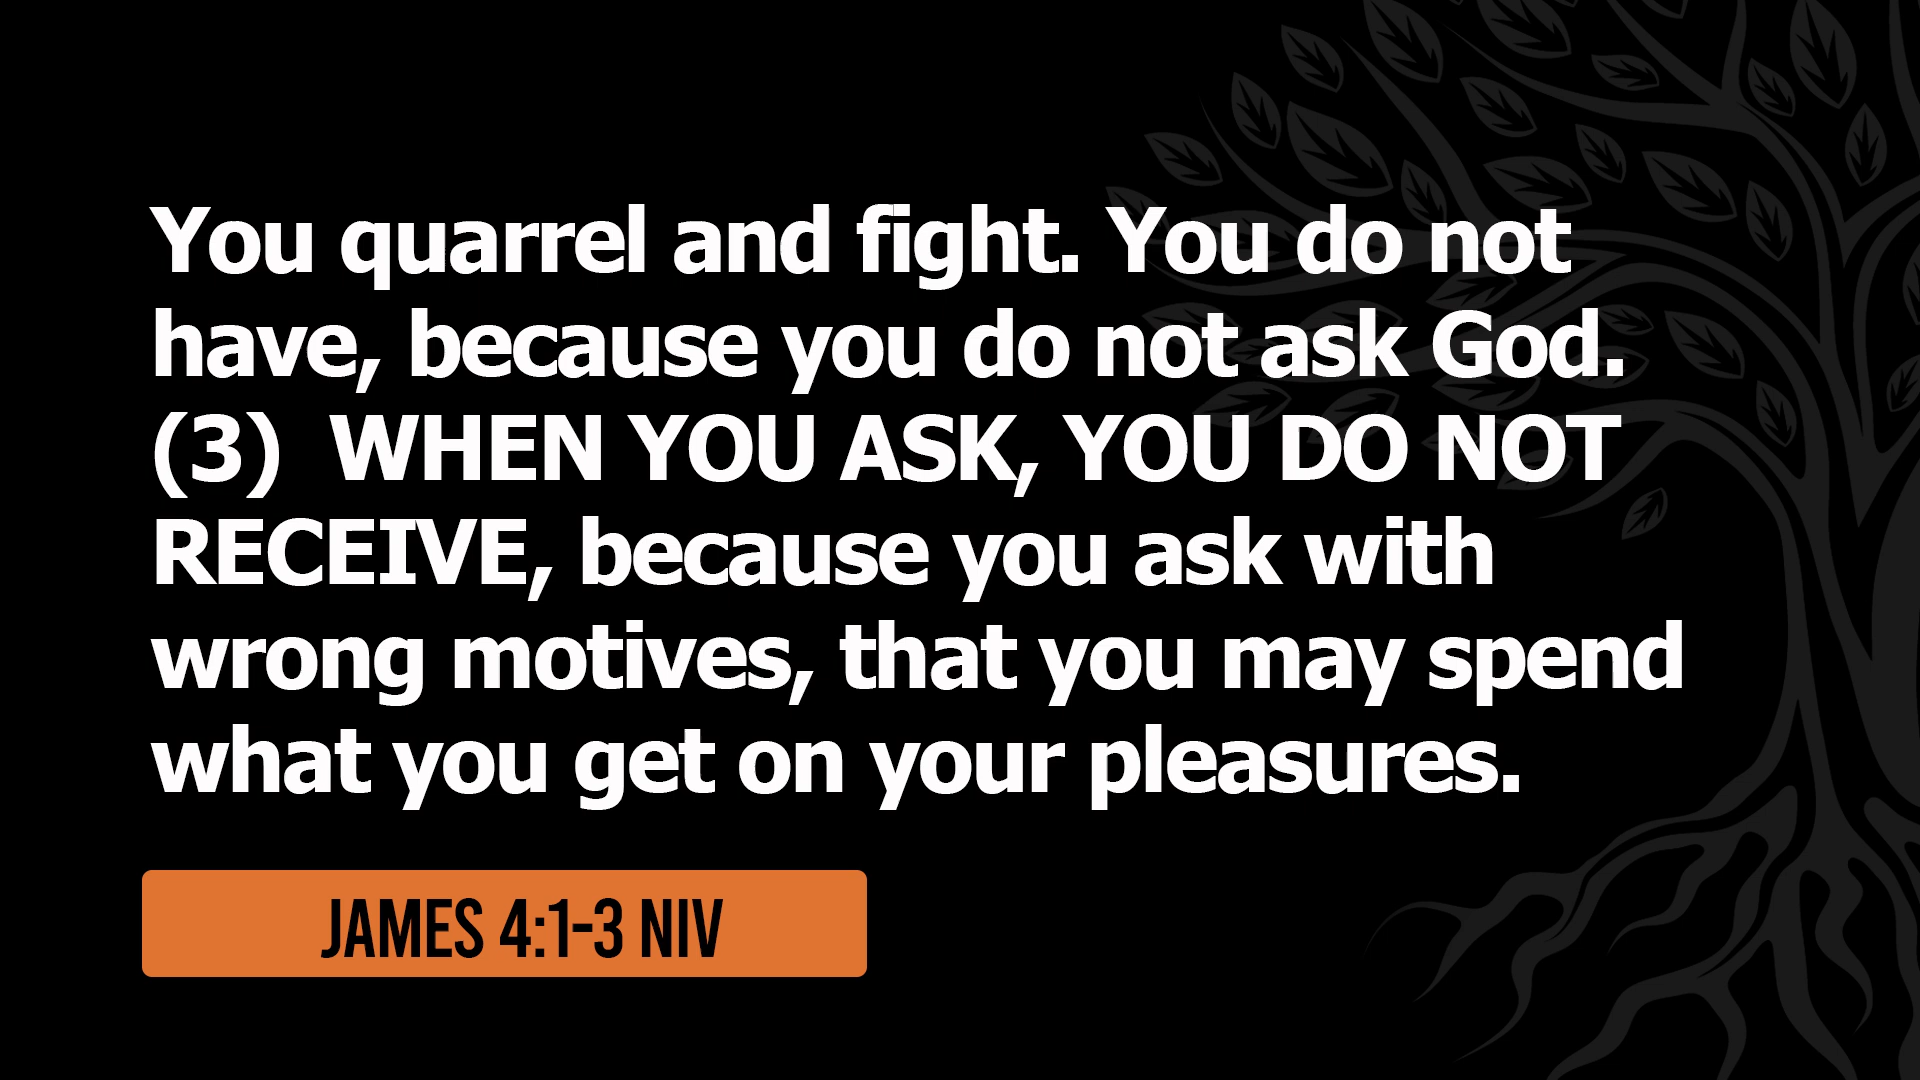 You quarrel and fight. You do not
have, because you do not ask God.
(3)  WHEN YOU ASK, YOU DO NOT
RECEIVE, because you ask with
wrong motives, that you may spend
what you get on your pleasures.
JAMES 4:1-3 NIV